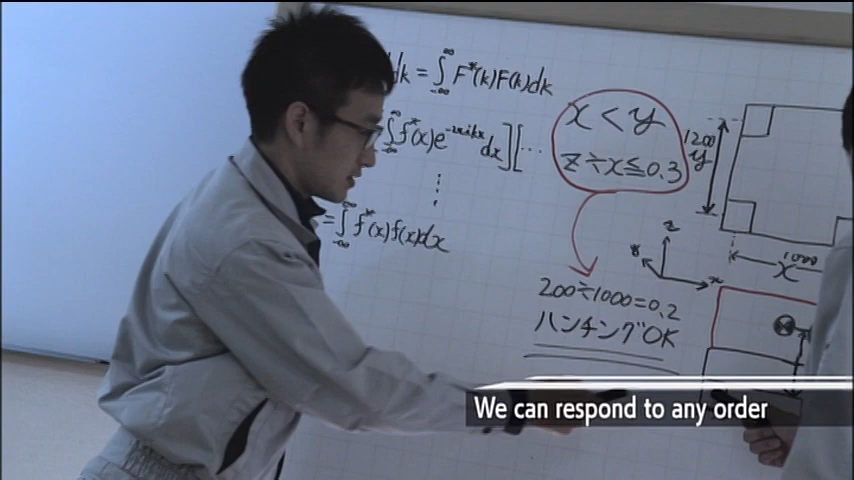 dk = ∫_{-∞}^{∞} F*(k)F(k)dk
∫_{-∞}^{∞} f*(x)e^{-2πikx}dx][...
= ∫_{-∞}^{∞} f*(x)f(x)dx
x < y
z ÷ x ≦ 0.3
200÷1000=0.2
ハンチングOK
1200
y
z
x
1000
x
We can respond to any order